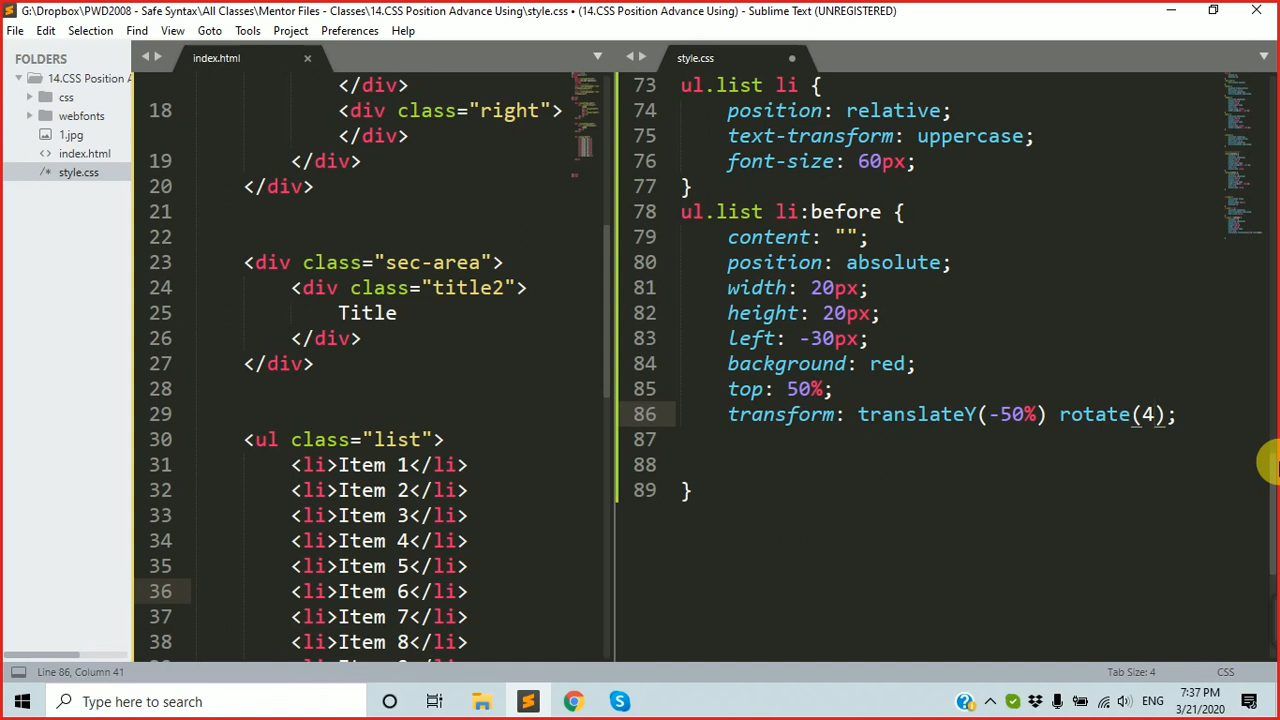 G:\Dropbox\PWD2008 - Safe Syntax\All Classes\Mentor Files - Classes\14.CSS Position Advance Using\style.css • (14.CSS Position Advance Using) - Sublime Text (UNREGISTERED)
File Edit Selection Find View Goto Tools Project Preferences Help
FOLDERS
14.CSS Position A
css
webfonts
1.jpg
index.html
/* style.css
index.html
</div>
18 <div class="right">
</div>
19 </div>
20 </div>
21
22
23 <div class="sec-area">
24 <div class="title2">
25 Title
26 </div>
27 </div>
28
29
30 <ul class="list">
31 <li>Item 1</li>
32 <li>Item 2</li>
33 <li>Item 3</li>
34 <li>Item 4</li>
35 <li>Item 5</li>
36 <li>Item 6</li>
37 <li>Item 7</li>
38 <li>Item 8</li>
style.css
73 ul.list li {
74 position: relative;
75 text-transform: uppercase;
76 font-size: 60px;
77 }
78 ul.list li:before {
79 content: "";
80 position: absolute;
81 width: 20px;
82 height: 20px;
83 left: -30px;
84 background: red;
85 top: 50%;
86 transform: translateY(-50%) rotate(4);
87
88
89 }
Line 86, Column 41
Tab Size: 4
CSS
Type here to search
ENG
7:37 PM
3/21/2020